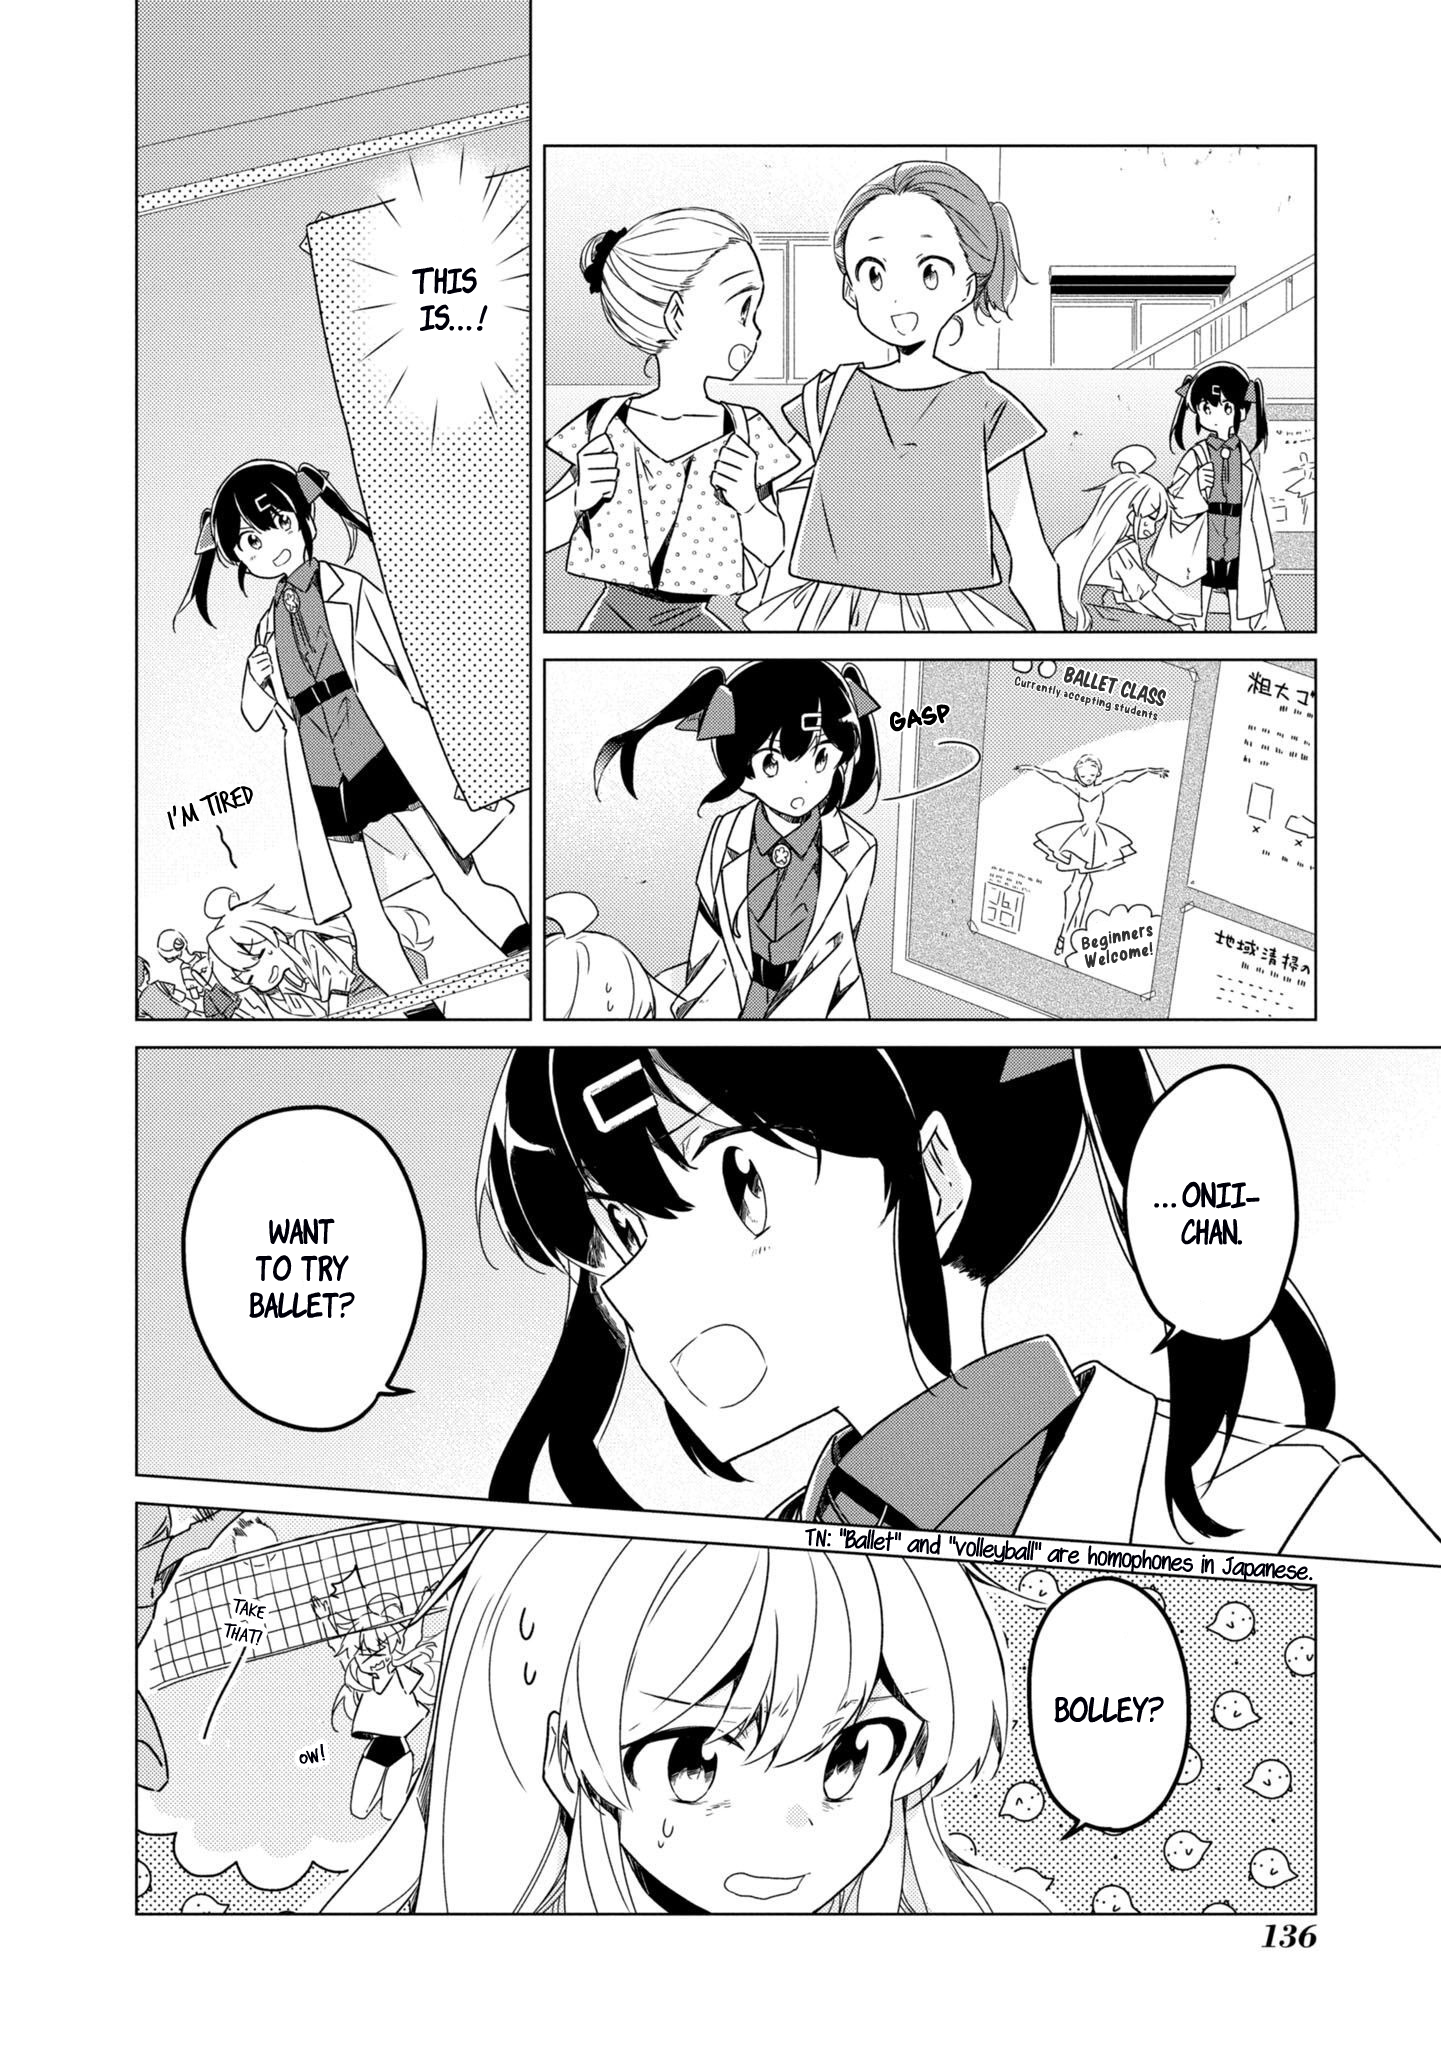 GASP
BALLET CLASS
Currently accepting students
Beginners
Welcome!
粗大ゴ
地域清掃の
THIS
IS...!
I'M TIRED
...ONII-
CHAN.
WANT
TO TRY
BALLET?
TN: "Ballet" and "volleyball" are homophones in Japanese.
BOLLEY?
TAKE
THAT!
OW!
136